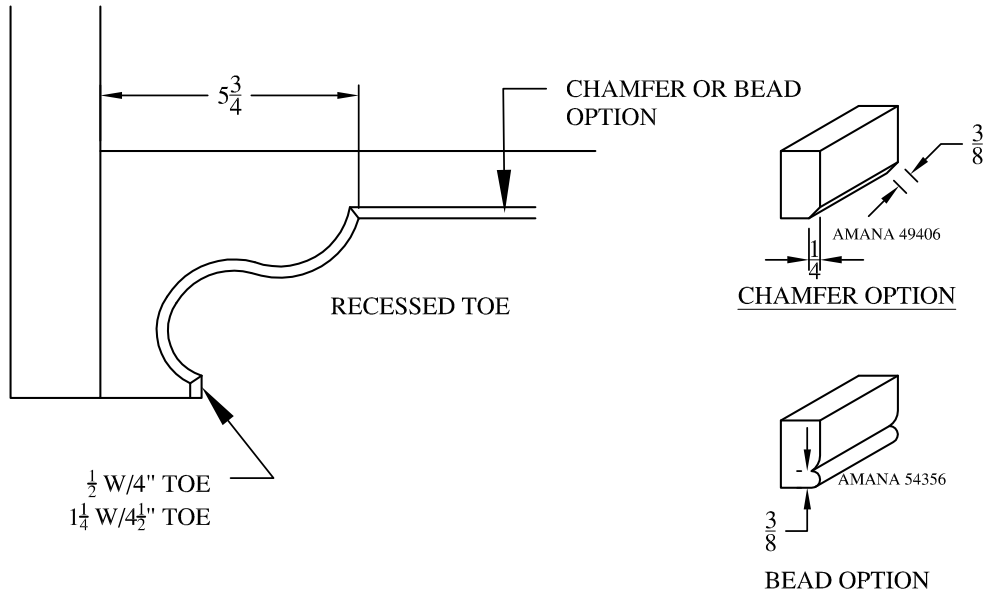 5 3/4
CHAMFER OR BEAD
OPTION
3/8
AMANA 49406
1/4
CHAMFER OPTION
RECESSED TOE
1/2 W/4" TOE
1 1/4 W/4 1/2" TOE
AMANA 54356
3/8
BEAD OPTION